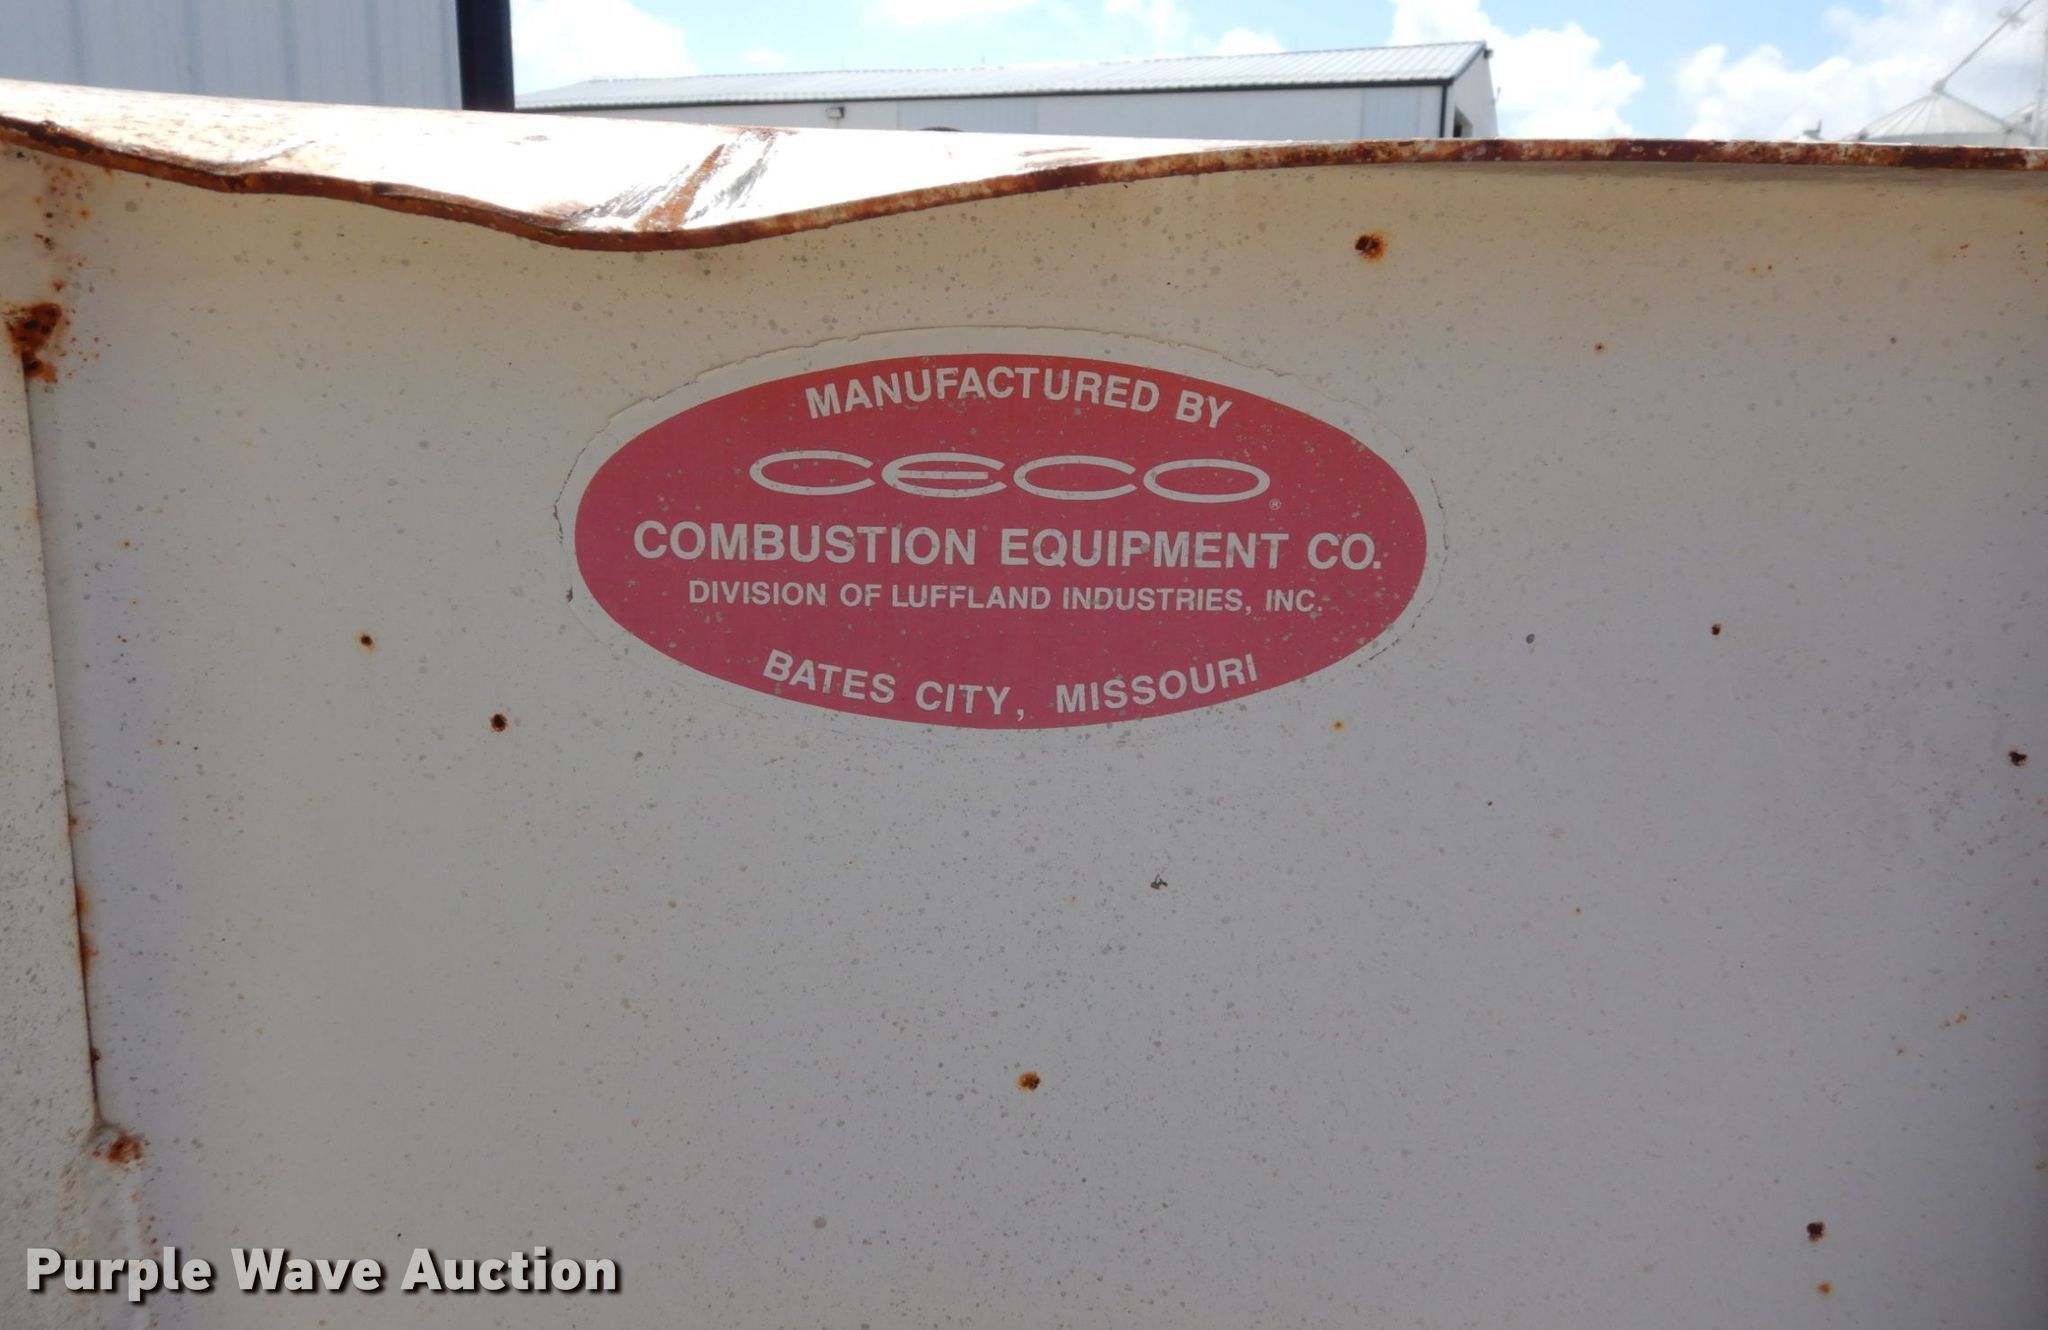 MANUFACTURED BY
CECO®
COMBUSTION EQUIPMENT CO.
DIVISION OF LUFFLAND INDUSTRIES, INC.
BATES CITY, MISSOURI
Purple Wave Auction